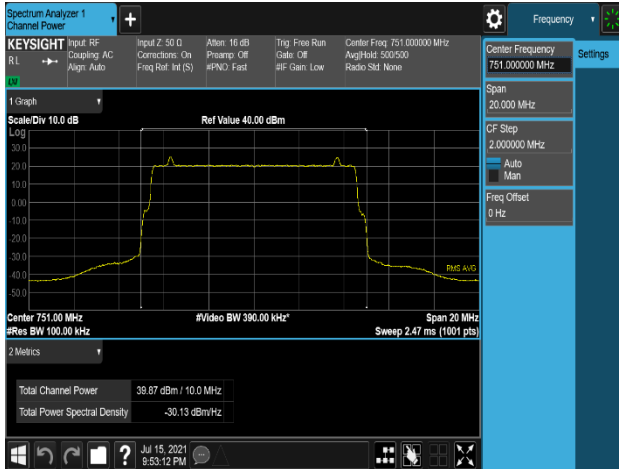 Spectrum Analyzer 1
Channel Power
+
Frequency
KEYSIGHT
RL
Input: RF
Coupling: AC
Align: Auto
Input Z: 50 Ω
Corrections: On
Freq Ref: Int (S)
Atten: 16 dB
Preamp: Off
#PNO: Fast
Trig: Free Run
Gate: Off
#IF Gain: Low
Center Freq: 751.000000 MHz
Avg|Hold: 500/500
Radio Std: None
LV
Center Frequency
751.000000 MHz
Settings
Span
20.000 MHz
CF Step
2.000000 MHz
Auto
Man
Freq Offset
0 Hz
1 Graph
Scale/Div 10.0 dB
Ref Value 40.00 dBm
Log
30.0
20.0
10.0
0.00
-10.0
-20.0
-30.0
-40.0
-50.0
RMS AVG
Center 751.00 MHz
#Video BW 390.00 kHz*
Span 20 MHz
#Res BW 100.00 kHz
Sweep 2.47 ms (1001 pts)
2 Metrics
Total Channel Power 39.87 dBm / 10.0 MHz
Total Power Spectral Density -30.13 dBm/Hz
?
Jul 15, 2021
9:53:12 PM